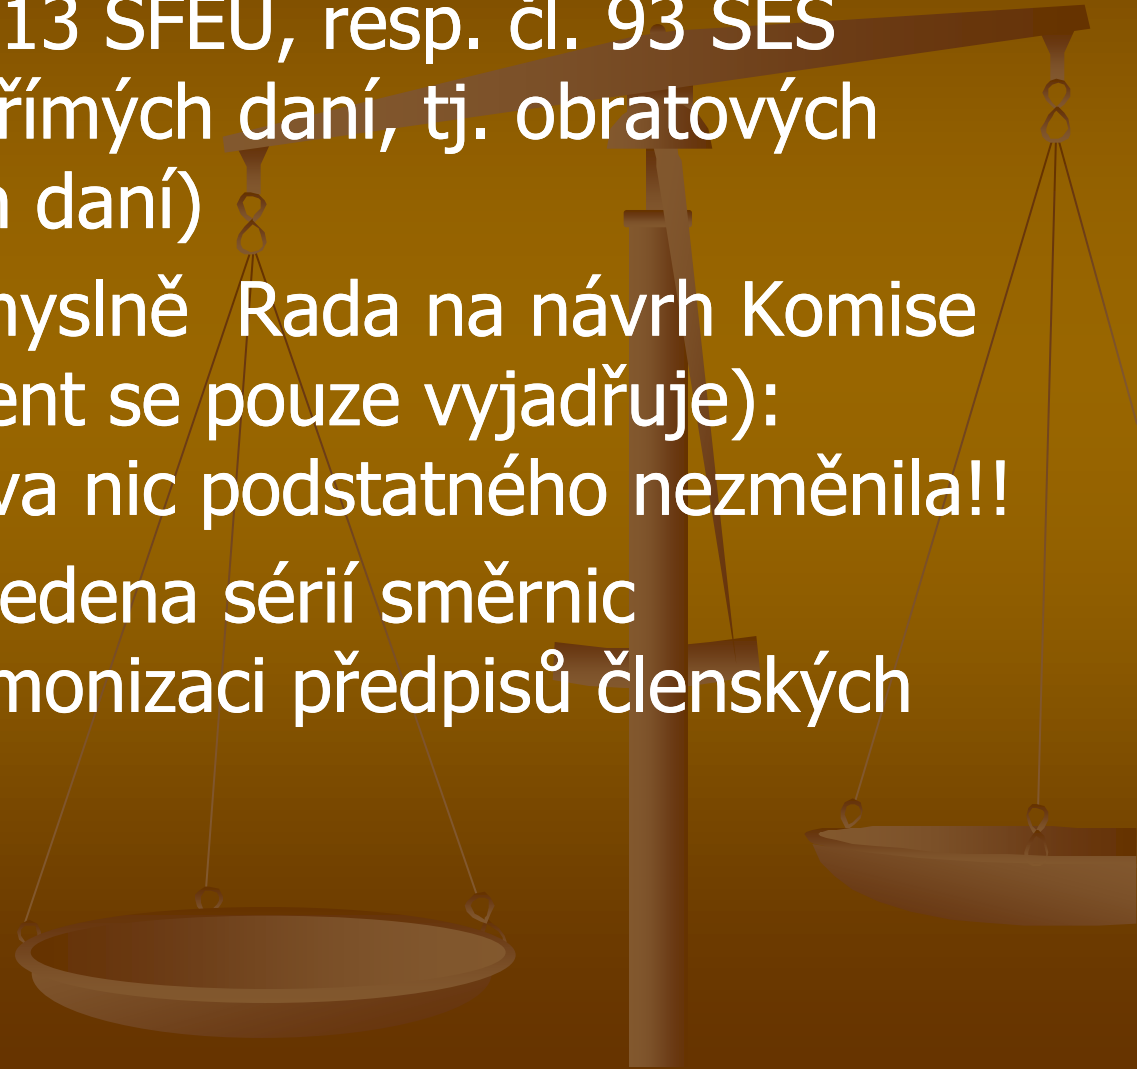 13 SFEU, resp. čl. 93 SES
římých daní, tj. obratových
daní)
myslně Rada na návrh Komise
ent se pouze vyjadřuje):
va nic podstatného nezměnila!!
edena sérií směrnic
monizaci předpisů členských